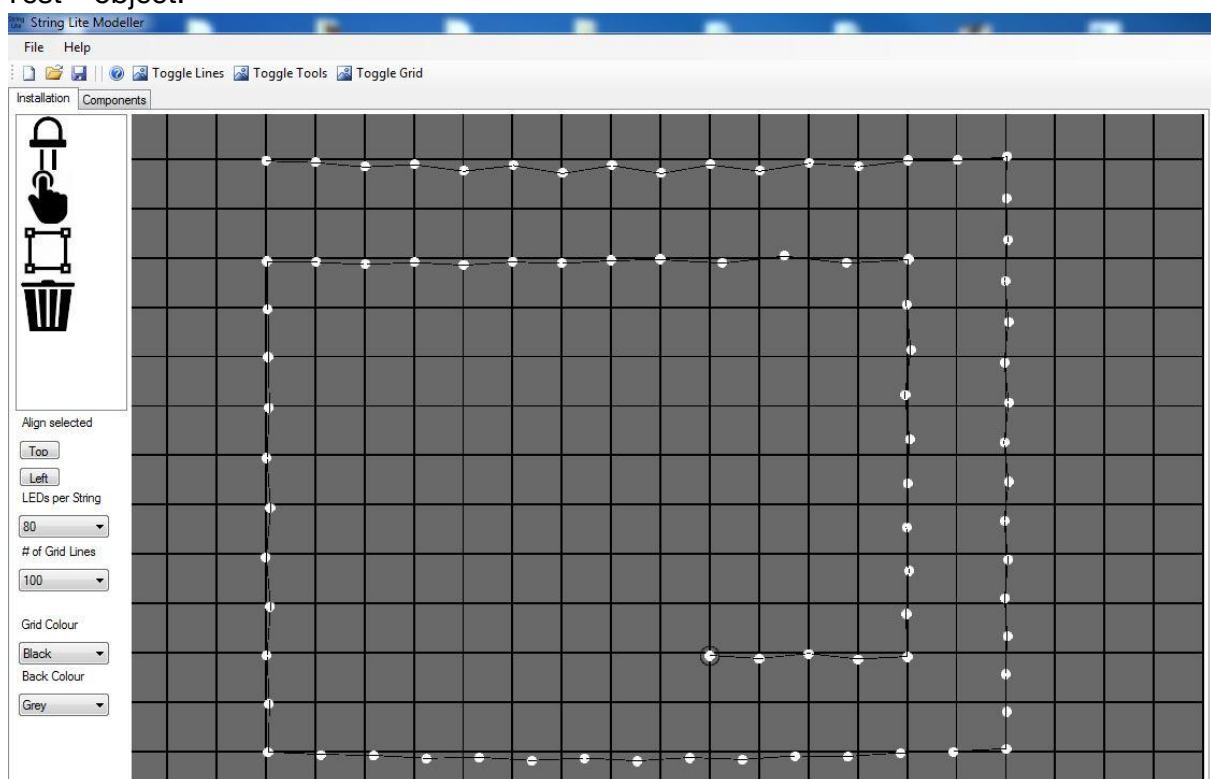 String Lite Modeller
File Help
Toggle Lines Toggle Tools Toggle Grid
Installation Components
Align selected
Top
Left
LEDs per String
80
# of Grid Lines
100
Grid Colour
Black
Back Colour
Grey